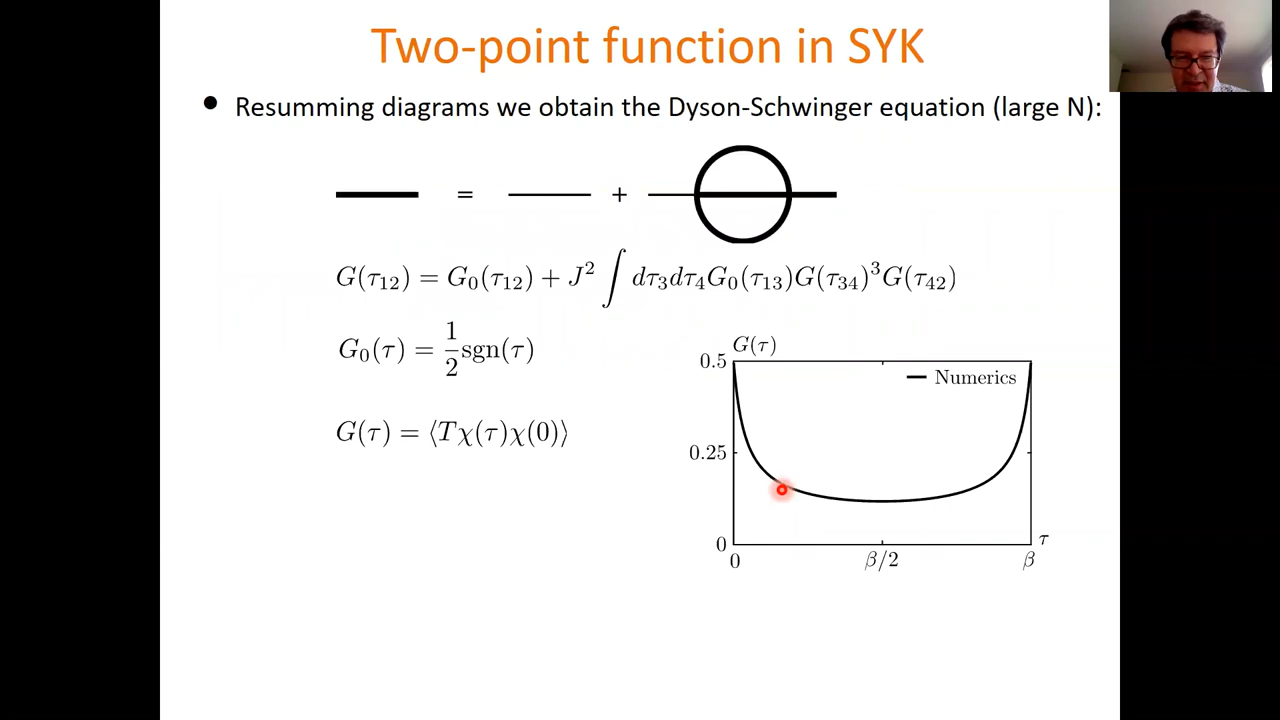 Two-point function in SYK
• Resumming diagrams we obtain the Dyson-Schwinger equation (large N):
= +
G(τ₁₂) = G₀(τ₁₂) + J² ∫ dτ₃dτ₄G₀(τ₁₃)G(τ₃₄)³G(τ₄₂)
G₀(τ) = 1/2 sgn(τ)
G(τ) = ⟨Tχ(τ)χ(0)⟩
G(τ)
0.5
Numerics
0.25
0
τ
0 β/2 β